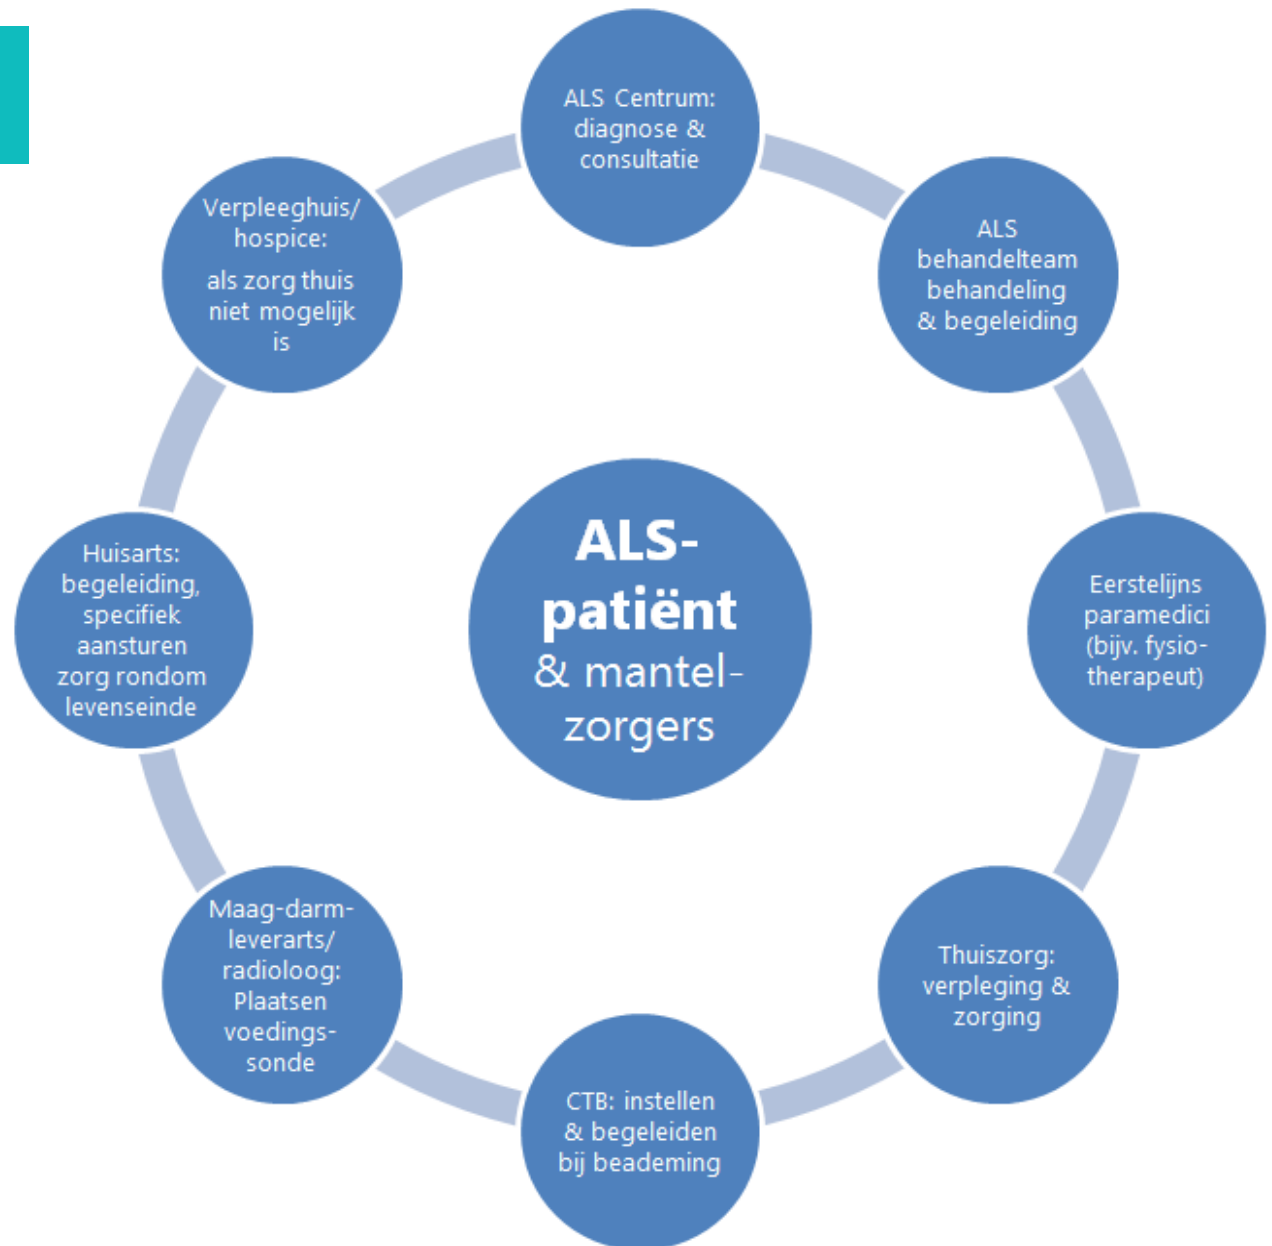 ALS Centrum:
diagnose &
consultatie
ALS
behandelteam
behandeling
& begeleiding
Eerstelijns
paramedici
(bijv. fysio-
therapeut)
Thuiszorg:
verpleging &
zorging
CTB: instellen
& begeleiden
bij beademing
Maag-darm-
leverarts/
radioloog:
Plaatsen
voedings-
sonde
Huisarts:
begeleiding,
specifiek
aansturen
zorg rondom
levenseinde
Verpleeghuis/
hospice:
als zorg thuis
niet mogelijk
is
ALS-
patiënt
& mantel-
zorgers